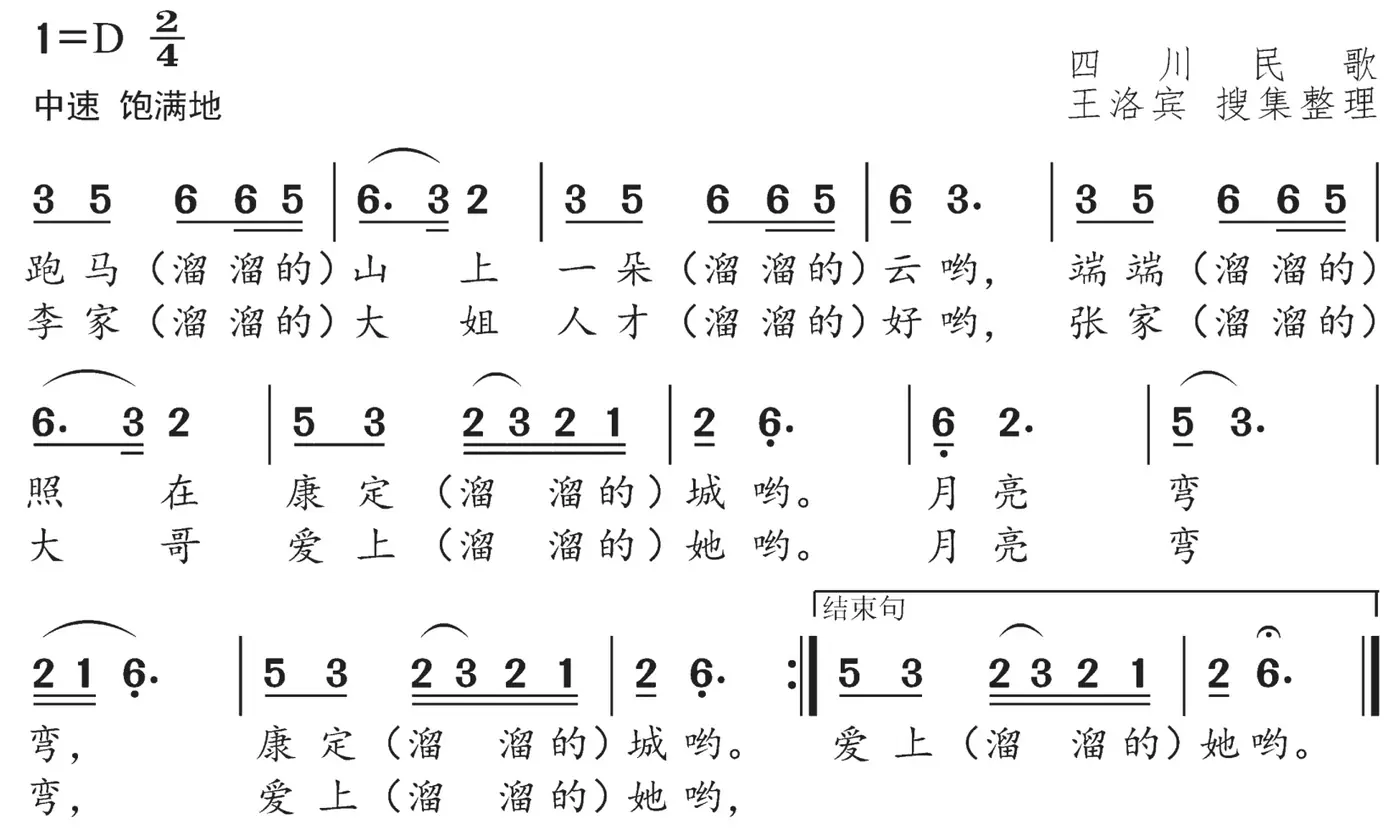 1=D 2/4
四川民歌
中速 饱满地
王洛宾 搜集整理
3 5 6 6 5 | 6. 3 2 | 3 5 6 6 5 | 6 3. | 3 5 6 6 5 |
跑马(溜溜的)山上一朵(溜溜的)云哟，端端(溜溜的)
李家(溜溜的)大姐人才(溜溜的)好哟，张家(溜溜的)
6. 3 2 | 5 3 2 3 2 1 | 2 6̣. | 6̣ 2. | 5 3. |
照在康定(溜溜的)城哟。月亮弯
大哥爱上(溜溜的)她哟。月亮弯
结束句
2 1 6̣. | 5 3 2 3 2 1 | 2 6̣. :| 5 3 2 3 2 1 | 2 6. |
弯，康定(溜溜的)城哟。爱上(溜溜的)她哟。
弯，爱上(溜溜的)她哟，